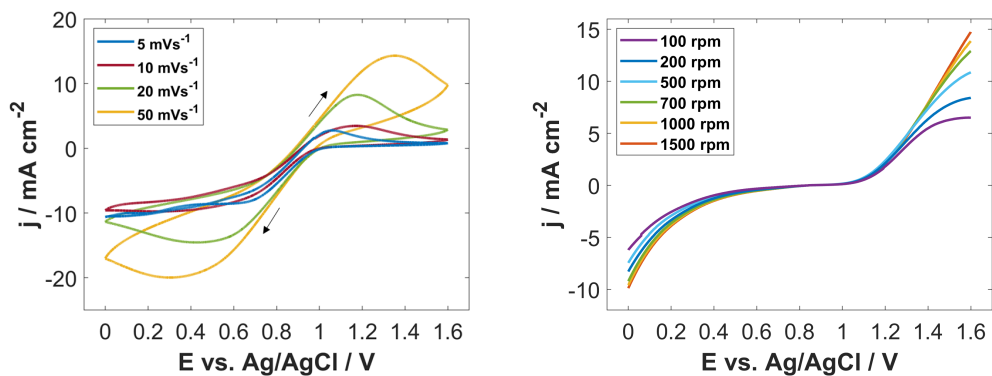 20
10
0
-10
-20
j / mA cm-2
5 mVs-1
10 mVs-1
20 mVs-1
50 mVs-1
0 0.2 0.4 0.6 0.8 1 1.2 1.4 1.6
E vs. Ag/AgCl / V
15
10
5
0
-5
-10
j / mA cm-2
100 rpm
200 rpm
500 rpm
700 rpm
1000 rpm
1500 rpm
0 0.2 0.4 0.6 0.8 1 1.2 1.4 1.6
E vs. Ag/AgCl / V